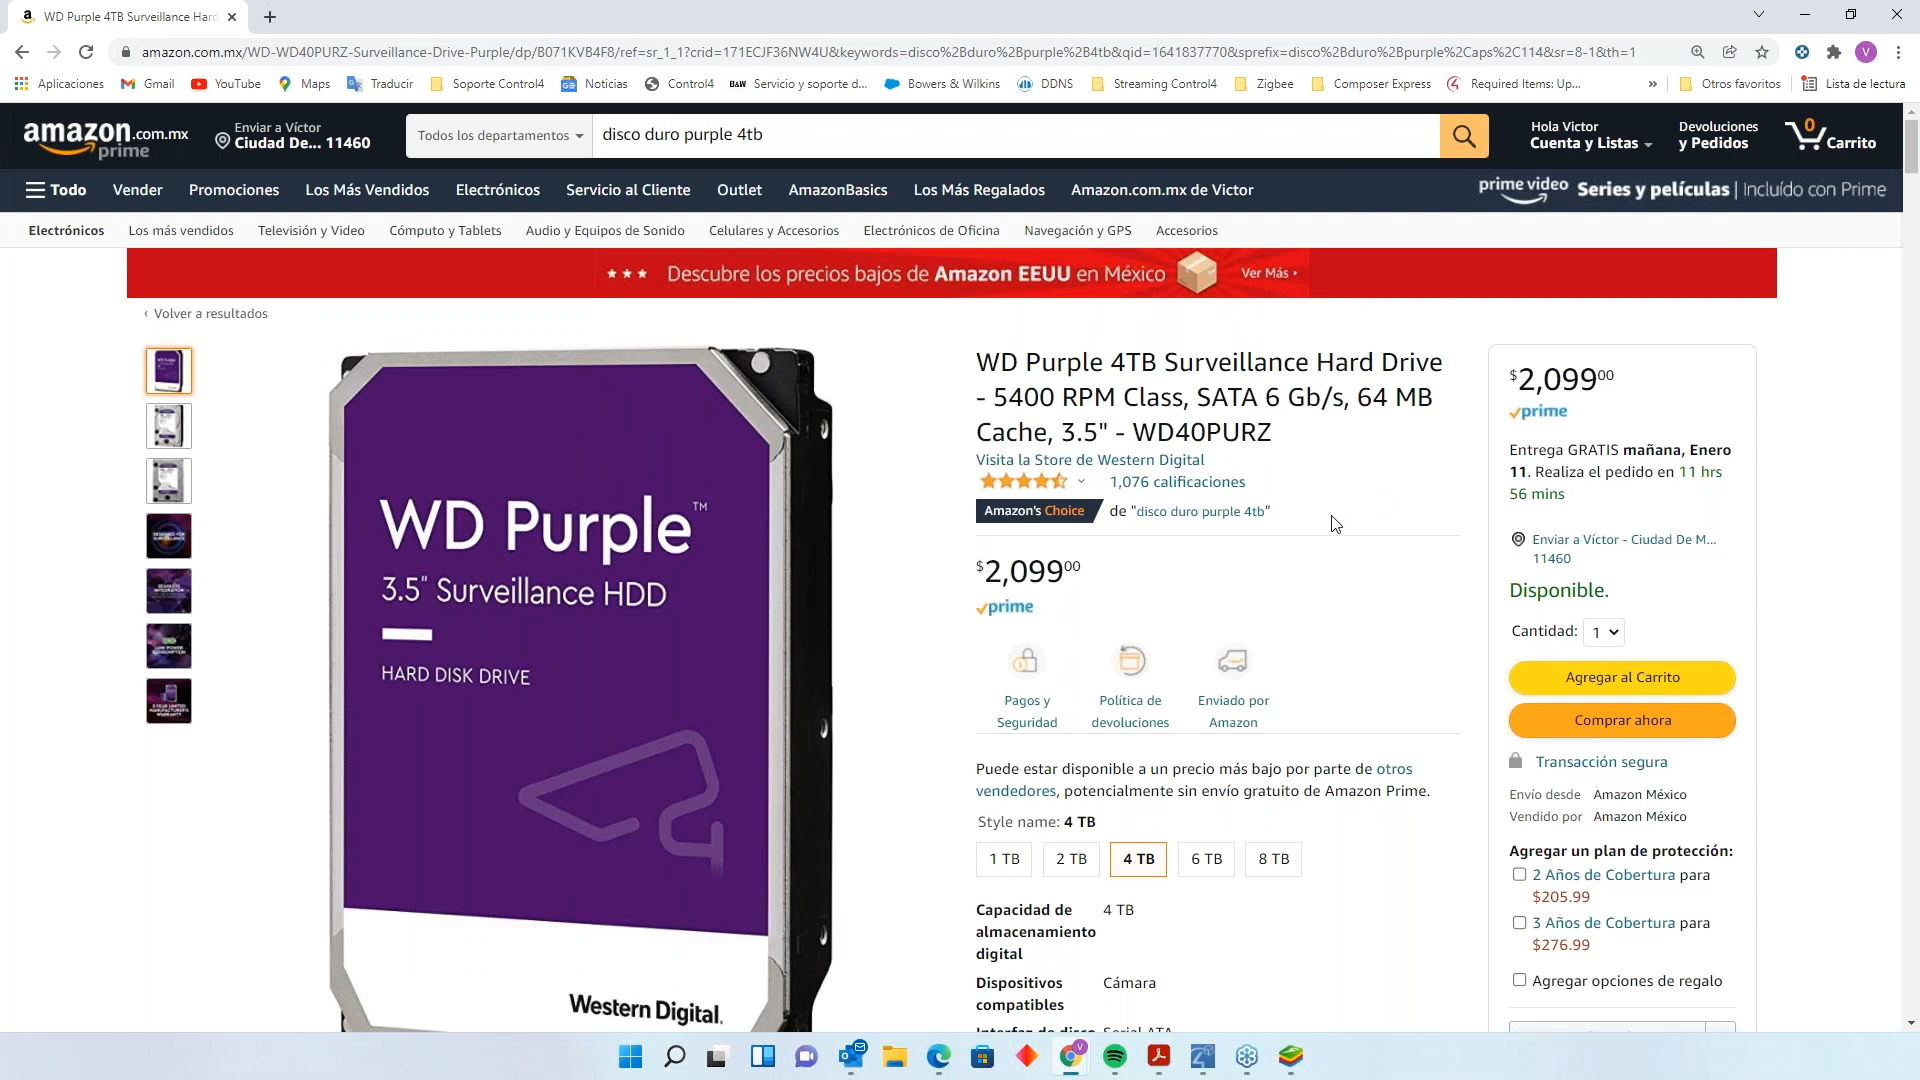 WD Purple 4TB Surveillance Hard
amazon.com.mx/WD-WD40PURZ-Surveillance-Drive-Purple/dp/B071KVB4F8/ref=sr_1_1?crid=171ECJF36NW4U&keywords=disco%2Bduro%2Bpurple%2B4tb&qid=1641837770&sprefix=disco%2Bduro%2Bpurple%2Caps%2C114&sr=8-1&th=1
V
Aplicaciones Gmail YouTube Maps Traducir Soporte Control4 Noticias Control4 B&W Servicio y soporte d... Bowers & Wilkins DDNS Streaming Control4 Zigbee Composer Express Required Items: Up... » Otros favoritos Lista de lectura
amazon.com.mx
prime
Enviar a Víctor
Ciudad De... 11460
Todos los departamentos
disco duro purple 4tb
Hola Victor
Cuenta y Listas
Devoluciones
y Pedidos
0
Carrito
Todo Vender Promociones Los Más Vendidos Electrónicos Servicio al Cliente Outlet AmazonBasics Los Más Regalados Amazon.com.mx de Victor
prime video Series y películas | Incluído con Prime
Electrónicos Los más vendidos Televisión y Video Cómputo y Tablets Audio y Equipos de Sonido Celulares y Accesorios Electrónicos de Oficina Navegación y GPS Accesorios
Descubre los precios bajos de Amazon EEUU en México Ver Más
‹ Volver a resultados
WD Purple™
3.5" Surveillance HDD
HARD DISK DRIVE
Western Digital.
WD Purple 4TB Surveillance Hard Drive
- 5400 RPM Class, SATA 6 Gb/s, 64 MB
Cache, 3.5" - WD40PURZ
Visita la Store de Western Digital
1,076 calificaciones
Amazon's Choice de "disco duro purple 4tb"
$2,099⁰⁰
prime
Pagos y
Seguridad
Política de
devoluciones
Enviado por
Amazon
Puede estar disponible a un precio más bajo por parte de otros
vendedores, potencialmente sin envío gratuito de Amazon Prime.
Style name: 4 TB
1 TB 2 TB 4 TB 6 TB 8 TB
Capacidad de
almacenamiento
digital
4 TB
Dispositivos
compatibles
Cámara
Interfaz de disco Serial ATA
$2,099⁰⁰
prime
Entrega GRATIS mañana, Enero
11. Realiza el pedido en 11 hrs
56 mins
Enviar a Víctor - Ciudad De M...
11460
Disponible.
Cantidad: 1
Agregar al Carrito
Comprar ahora
Transacción segura
Envío desde Amazon México
Vendido por Amazon México
Agregar un plan de protección:
2 Años de Cobertura para
$205.99
3 Años de Cobertura para
$276.99
Agregar opciones de regalo